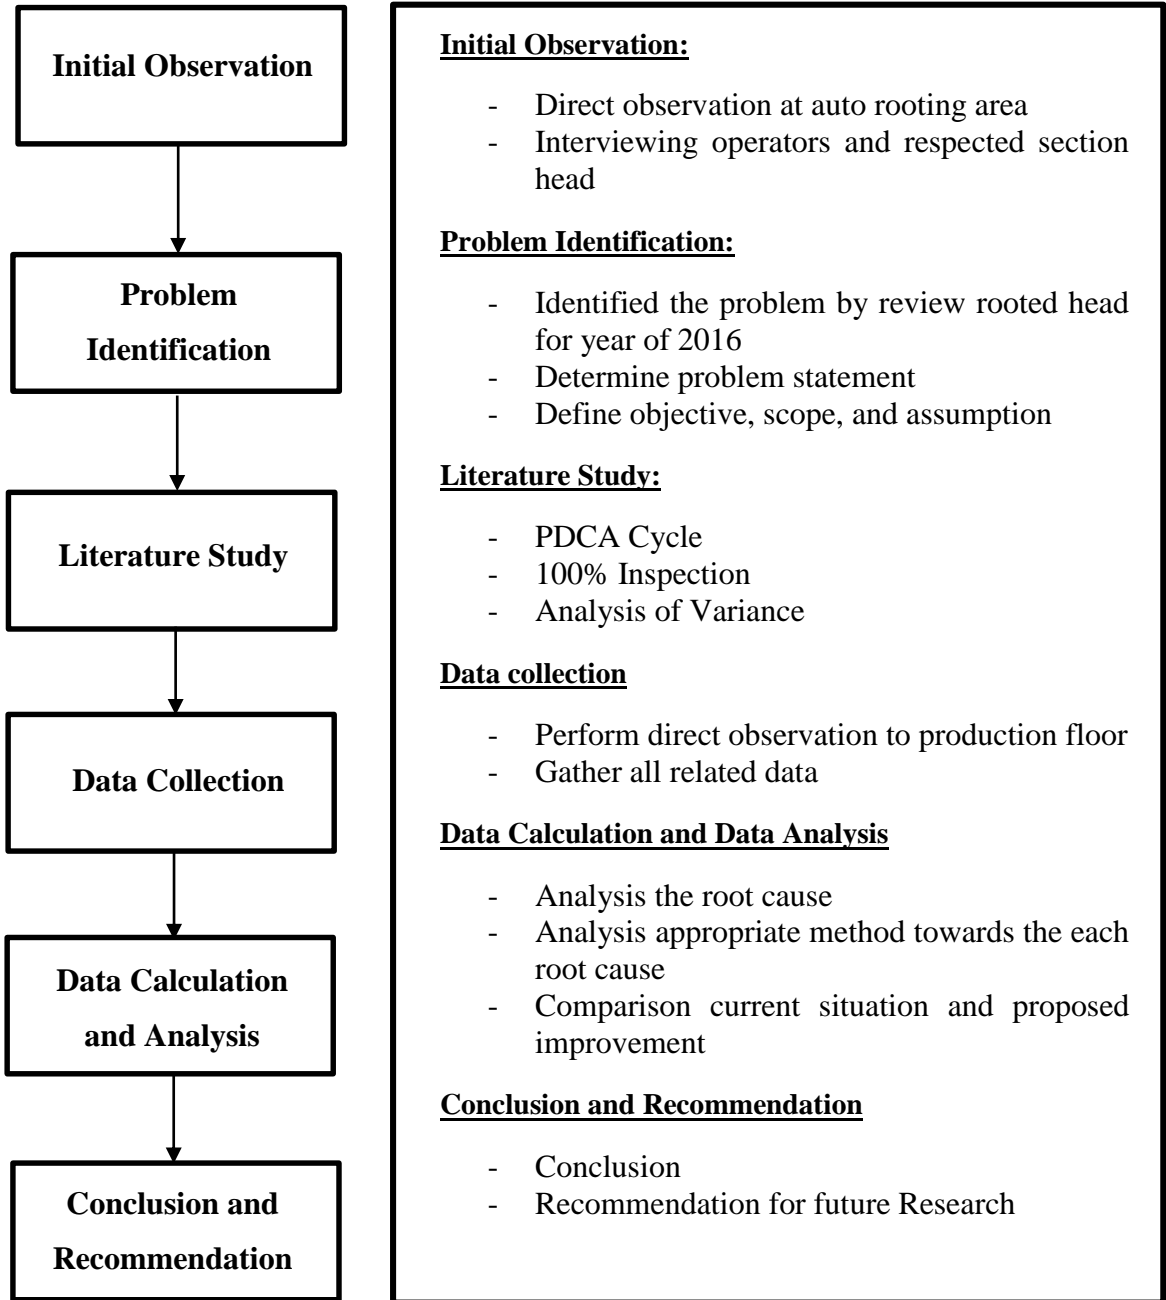 Initial Observation
Problem
Identification
Literature Study
Data Collection
Data Calculation
and Analysis
Conclusion and
Recommendation
Initial Observation:
- Direct observation at auto rooting area
- Interviewing operators and respected section
head
Problem Identification:
- Identified the problem by review rooted head
for year of 2016
- Determine problem statement
- Define objective, scope, and assumption
Literature Study:
- PDCA Cycle
- 100% Inspection
- Analysis of Variance
Data collection
- Perform direct observation to production floor
- Gather all related data
Data Calculation and Data Analysis
- Analysis the root cause
- Analysis appropriate method towards the each
root cause
- Comparison current situation and proposed
improvement
Conclusion and Recommendation
- Conclusion
- Recommendation for future Research